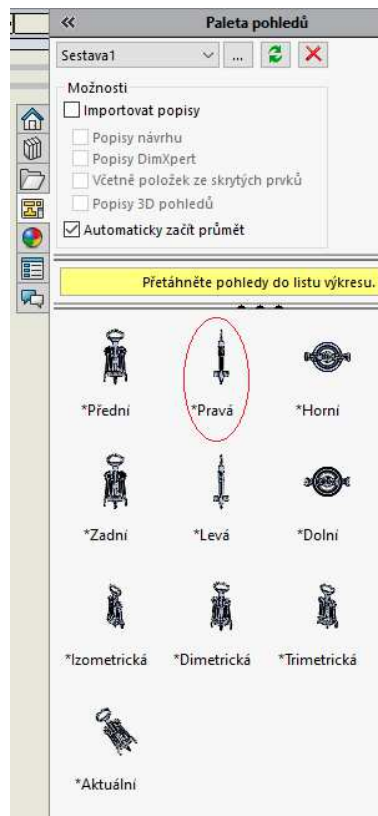 Paleta pohledů
Sestava1
...
Možnosti
Importovat popisy
Popisy návrhu
Popisy DimXpert
Včetně položek ze skrytých prvků
Popisy 3D pohledů
Automaticky začít průmět
Přetáhněte pohledy do listu výkresu.
*Přední *Pravá *Horní
*Zadní *Levá *Dolní
*Izometrická *Dimetrická *Trimetrická
*Aktuální